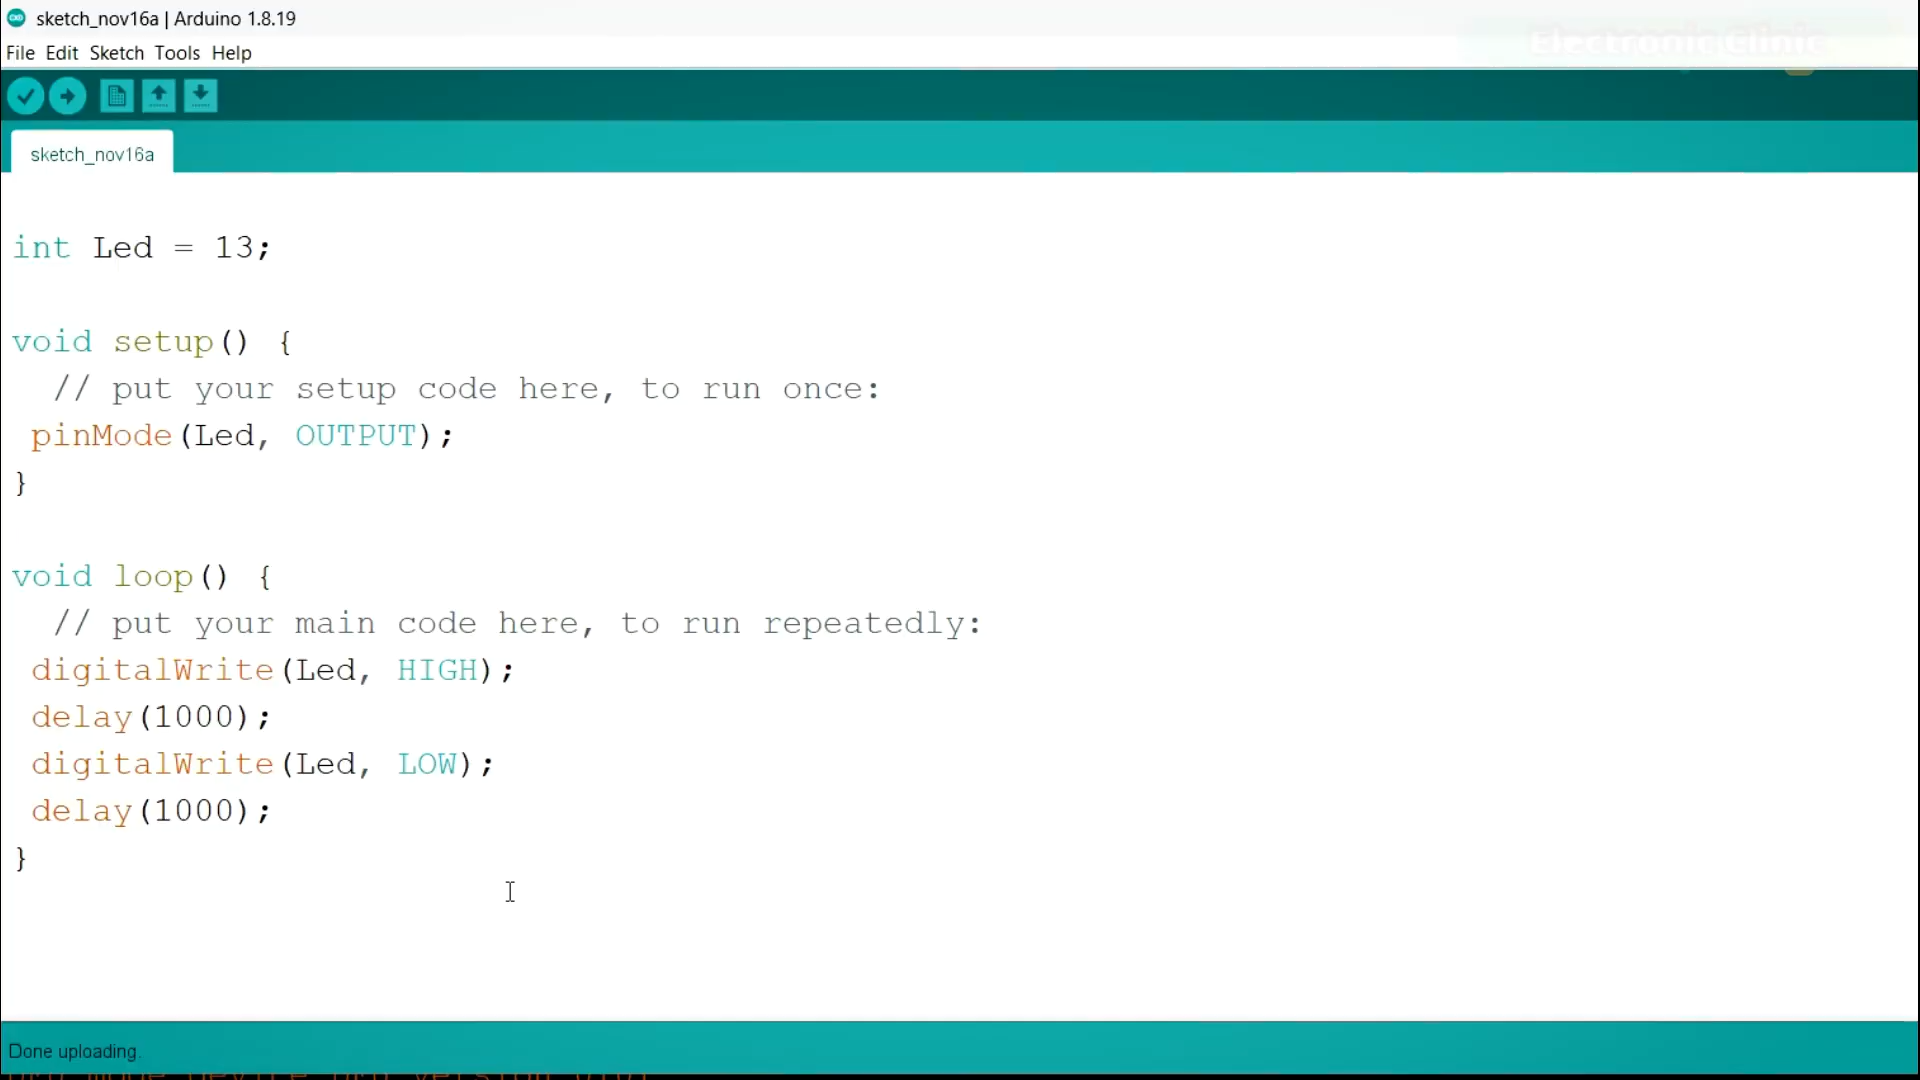 sketch_nov16a | Arduino 1.8.19
Electronic Clinic
File Edit Sketch Tools Help
sketch_nov16a
int Led = 13;
void setup() {
// put your setup code here, to run once:
pinMode(Led, OUTPUT);
}
void loop() {
// put your main code here, to run repeatedly:
digitalWrite(Led, HIGH);
delay(1000);
digitalWrite(Led, LOW);
delay(1000);
}
Done uploading.